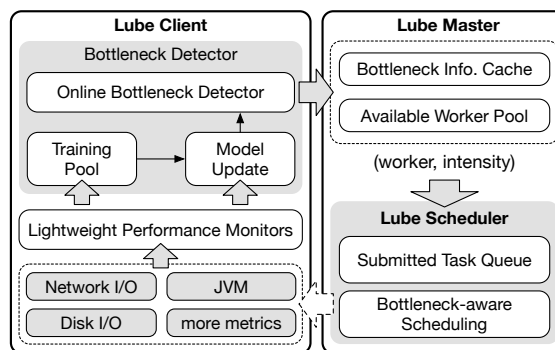 Lube Client
Bottleneck Detector
Online Bottleneck Detector
Training
Pool
Model
Update
Lightweight Performance Monitors
Network I/O
JVM
Disk I/O
more metrics
Lube Master
Bottleneck Info. Cache
Available Worker Pool
(worker, intensity)
Lube Scheduler
Submitted Task Queue
Bottleneck-aware
Scheduling